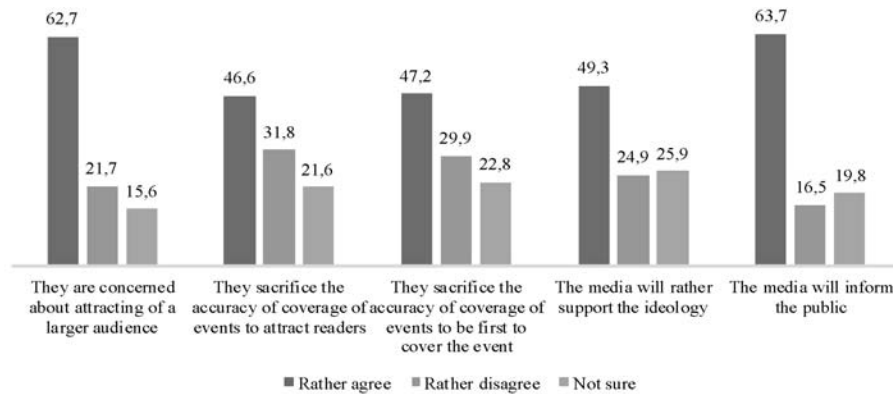 62,7
21,7
15,6
46,6
31,8
21,6
47,2
29,9
22,8
49,3
24,9
25,9
63,7
16,5
19,8
They are concerned
about attracting of a
larger audience
They sacrifice the
accuracy of coverage of
events to attract readers
They sacrifice the
accuracy of coverage of
events to be first to
cover the event
The media will rather
support the ideology
The media will inform
the public
Rather agree
Rather disagree
Not sure